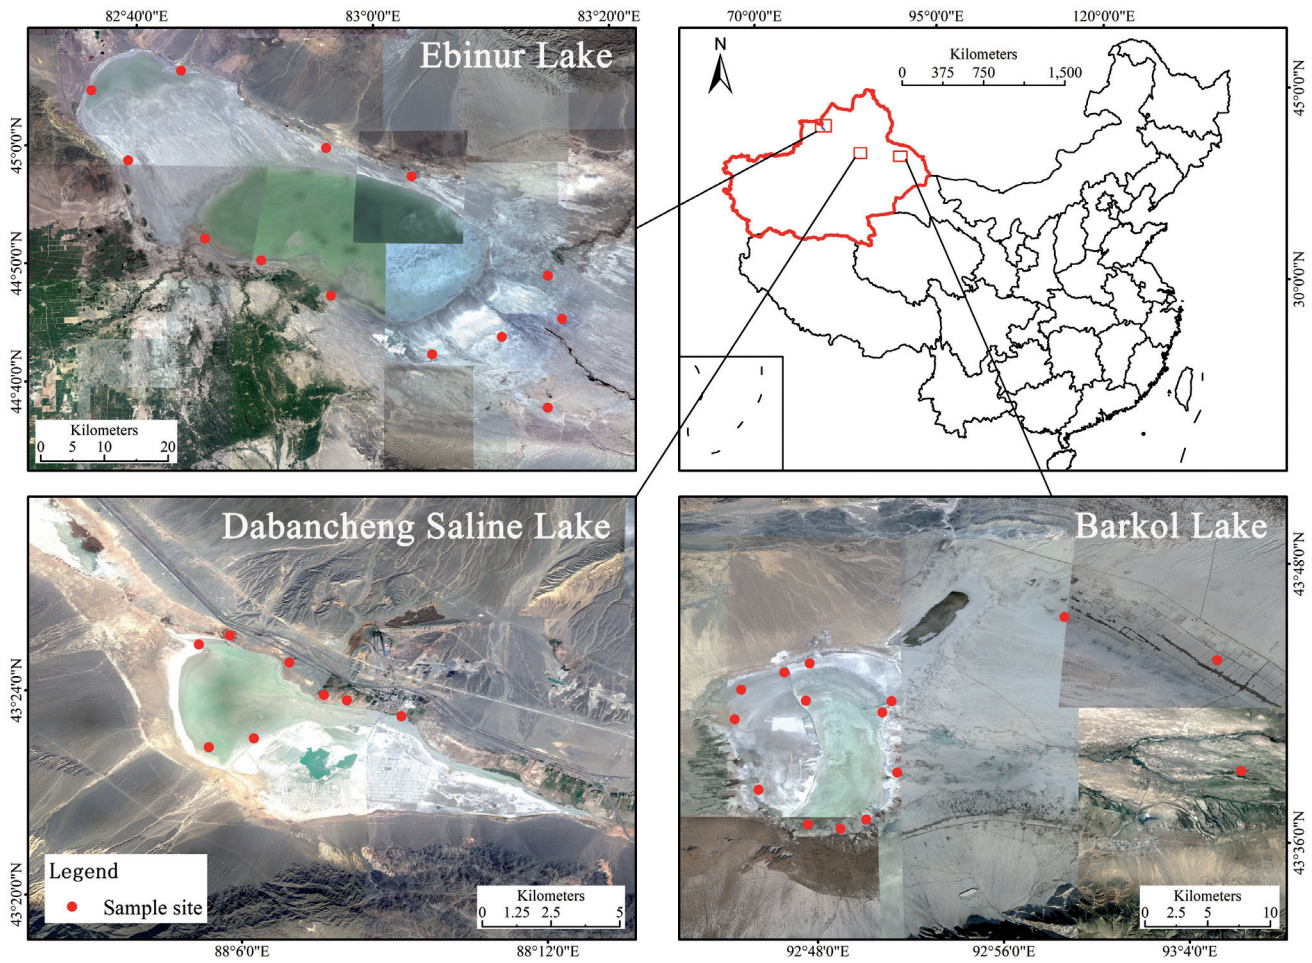 82°40'0"E
83°0'0"E
83°20'0"E
Ebinur Lake
45°0'0"N
44°50'0"N
44°40'0"N
Kilometers
0 5 10 20
70°0'0"E
95°0'0"E
120°0'0"E
N
Kilometers
0 375 750 1,500
45°0'0"N
30°0'0"N
Dabancheng Saline Lake
43°24'0"N
43°20'0"N
Legend
Sample site
Kilometers
0 1.25 2.5 5
88°6'0"E
88°12'0"E
Barkol Lake
43°48'0"N
43°36'0"N
Kilometers
0 2.5 5 10
92°48'0"E
92°56'0"E
93°4'0"E